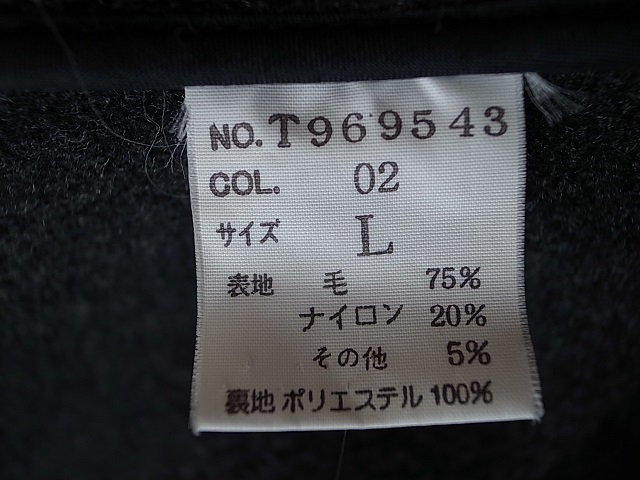 NO.T969543
COL. 02
サイズ L
表地 毛 75%
ナイロン 20%
その他 5%
裏地 ポリエステル 100%